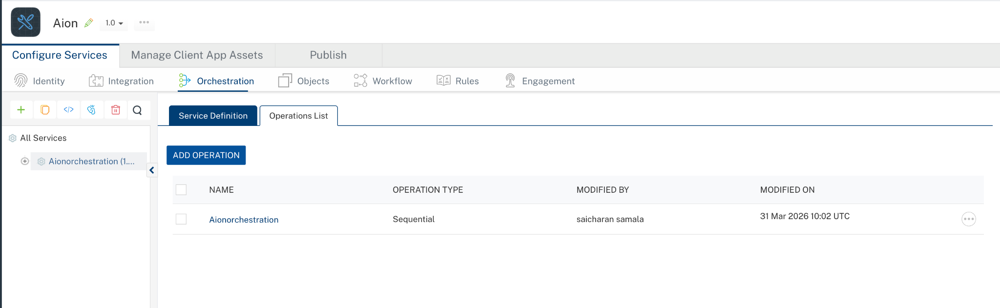 Aion 1.0
Configure Services Manage Client App Assets Publish
Identity Integration Orchestration Objects Workflow Rules Engagement
</>
Service Definition Operations List
All Services
Aionorchestration (1....
ADD OPERATION
NAME OPERATION TYPE MODIFIED BY MODIFIED ON
Aionorchestration Sequential saicharan samala 31 Mar 2026 10:02 UTC